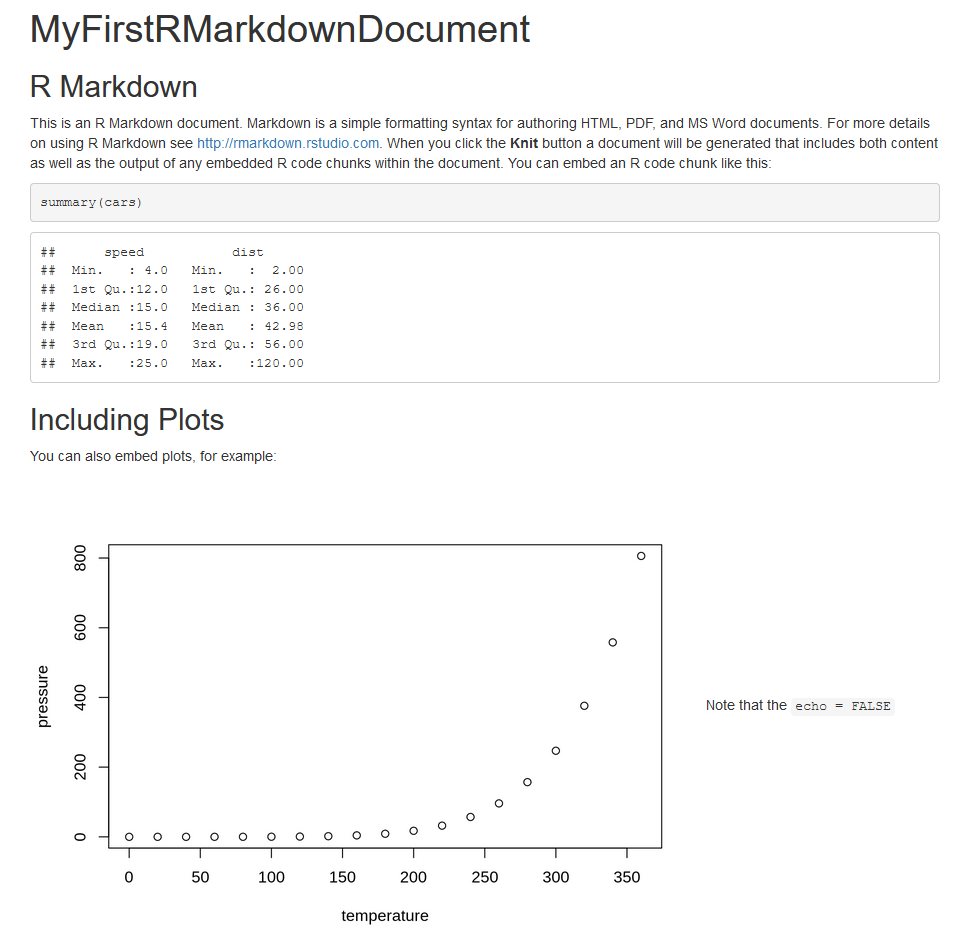 MyFirstRMarkdownDocument
R Markdown
This is an R Markdown document. Markdown is a simple formatting syntax for authoring HTML, PDF, and MS Word documents. For more details
on using R Markdown see http://rmarkdown.rstudio.com. When you click the Knit button a document will be generated that includes both content
as well as the output of any embedded R code chunks within the document. You can embed an R code chunk like this:
summary(cars)
##      speed           dist
##  Min.   : 4.0   Min.   :  2.00
##  1st Qu.:12.0   1st Qu.: 26.00
##  Median :15.0   Median : 36.00
##  Mean   :15.4   Mean   : 42.98
##  3rd Qu.:19.0   3rd Qu.: 56.00
##  Max.   :25.0   Max.   :120.00
Including Plots
You can also embed plots, for example:
800
600
400
200
0
pressure
0 50 100 150 200 250 300 350
temperature
Note that the echo = FALSE